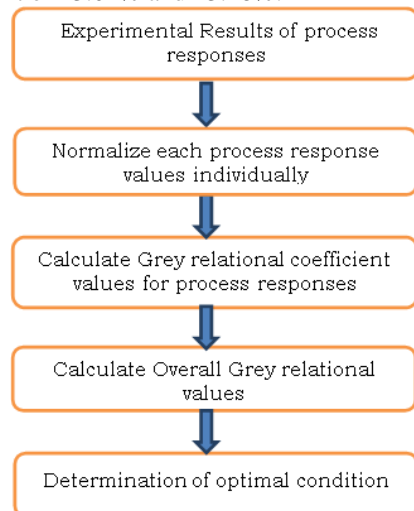 Experimental Results of process
responses
Normalize each process response
values individually
Calculate Grey relational coefficient
values for process responses
Calculate Overall Grey relational
values
Determination of optimal condition